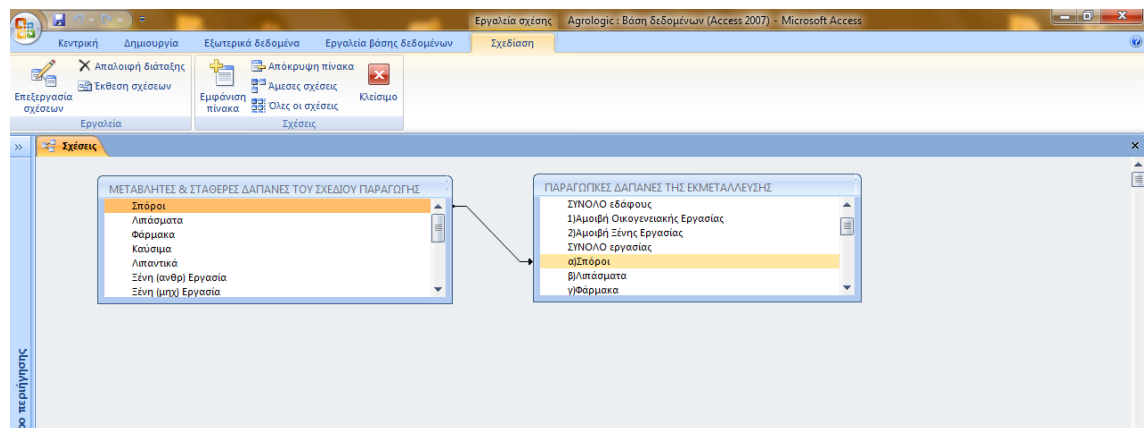 Εργαλεία σχέσης Agrologic : Βάση δεδομένων (Access 2007) - Microsoft Access
Κεντρική Δημιουργία Εξωτερικά δεδομένα Εργαλεία βάσης δεδομένων Σχεδίαση
Επεξεργασία σχέσεων
Απαλοιφή διάταξης
Έκθεση σχέσεων
Εργαλεία
Εμφάνιση πίνακα
Απόκρυψη πίνακα
Άμεσες σχέσεις
Όλες οι σχέσεις
Κλείσιμο
Σχέσεις
Σχέσεις
ΜΕΤΑΒΛΗΤΕΣ & ΣΤΑΘΕΡΕΣ ΔΑΠΑΝΕΣ ΤΟΥ ΣΧΕΔΙΟΥ ΠΑΡΑΓΩΓΗΣ
Σπόροι
Λιπάσματα
Φάρμακα
Καύσιμα
Λιπαντικά
Ξένη (ανθρ) Εργασία
Ξένη (μηχ) Εργασία
ΠΑΡΑΓΩΓΙΚΕΣ ΔΑΠΑΝΕΣ ΤΗΣ ΕΚΜΕΤΑΛΛΕΥΣΗΣ
ΣΥΝΟΛΟ εδάφους
1)Αμοιβή Οικογενειακής Εργασίας
2)Αμοιβή Ξένης Εργασίας
ΣΥΝΟΛΟ εργασίας
α)Σπόροι
β)Λιπάσματα
γ)Φάρμακα
περιήγησης